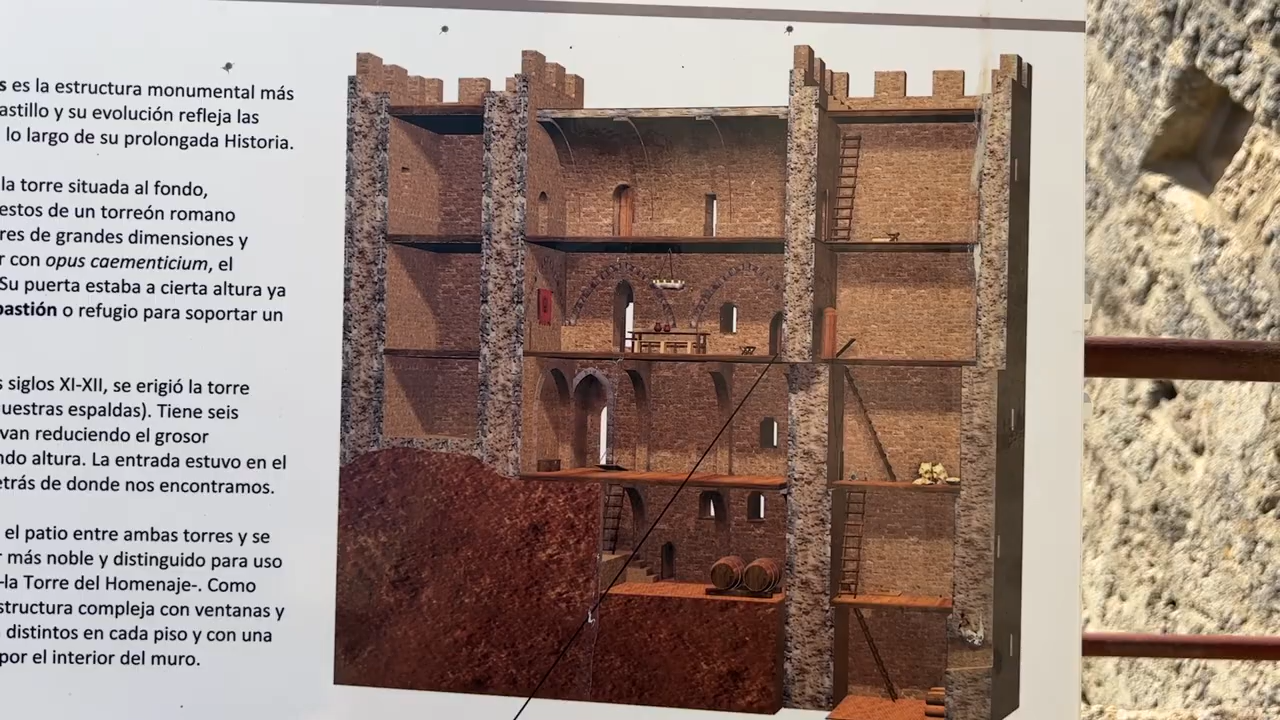 s es la estructura monumental más
astillo y su evolución refleja las
lo largo de su prolongada Historia.
la torre situada al fondo,
estos de un torreón romano
res de grandes dimensiones y
r con opus caementicium, el
Su puerta estaba a cierta altura ya
bastión o refugio para soportar un
s siglos XI-XII, se erigió la torre
uestras espaldas). Tiene seis
van reduciendo el grosor
ndo altura. La entrada estuvo en el
etrás de donde nos encontramos.
el patio entre ambas torres y se
r más noble y distinguido para uso
-la Torre del Homenaje-. Como
structura compleja con ventanas y
distintos en cada piso y con una
por el interior del muro.